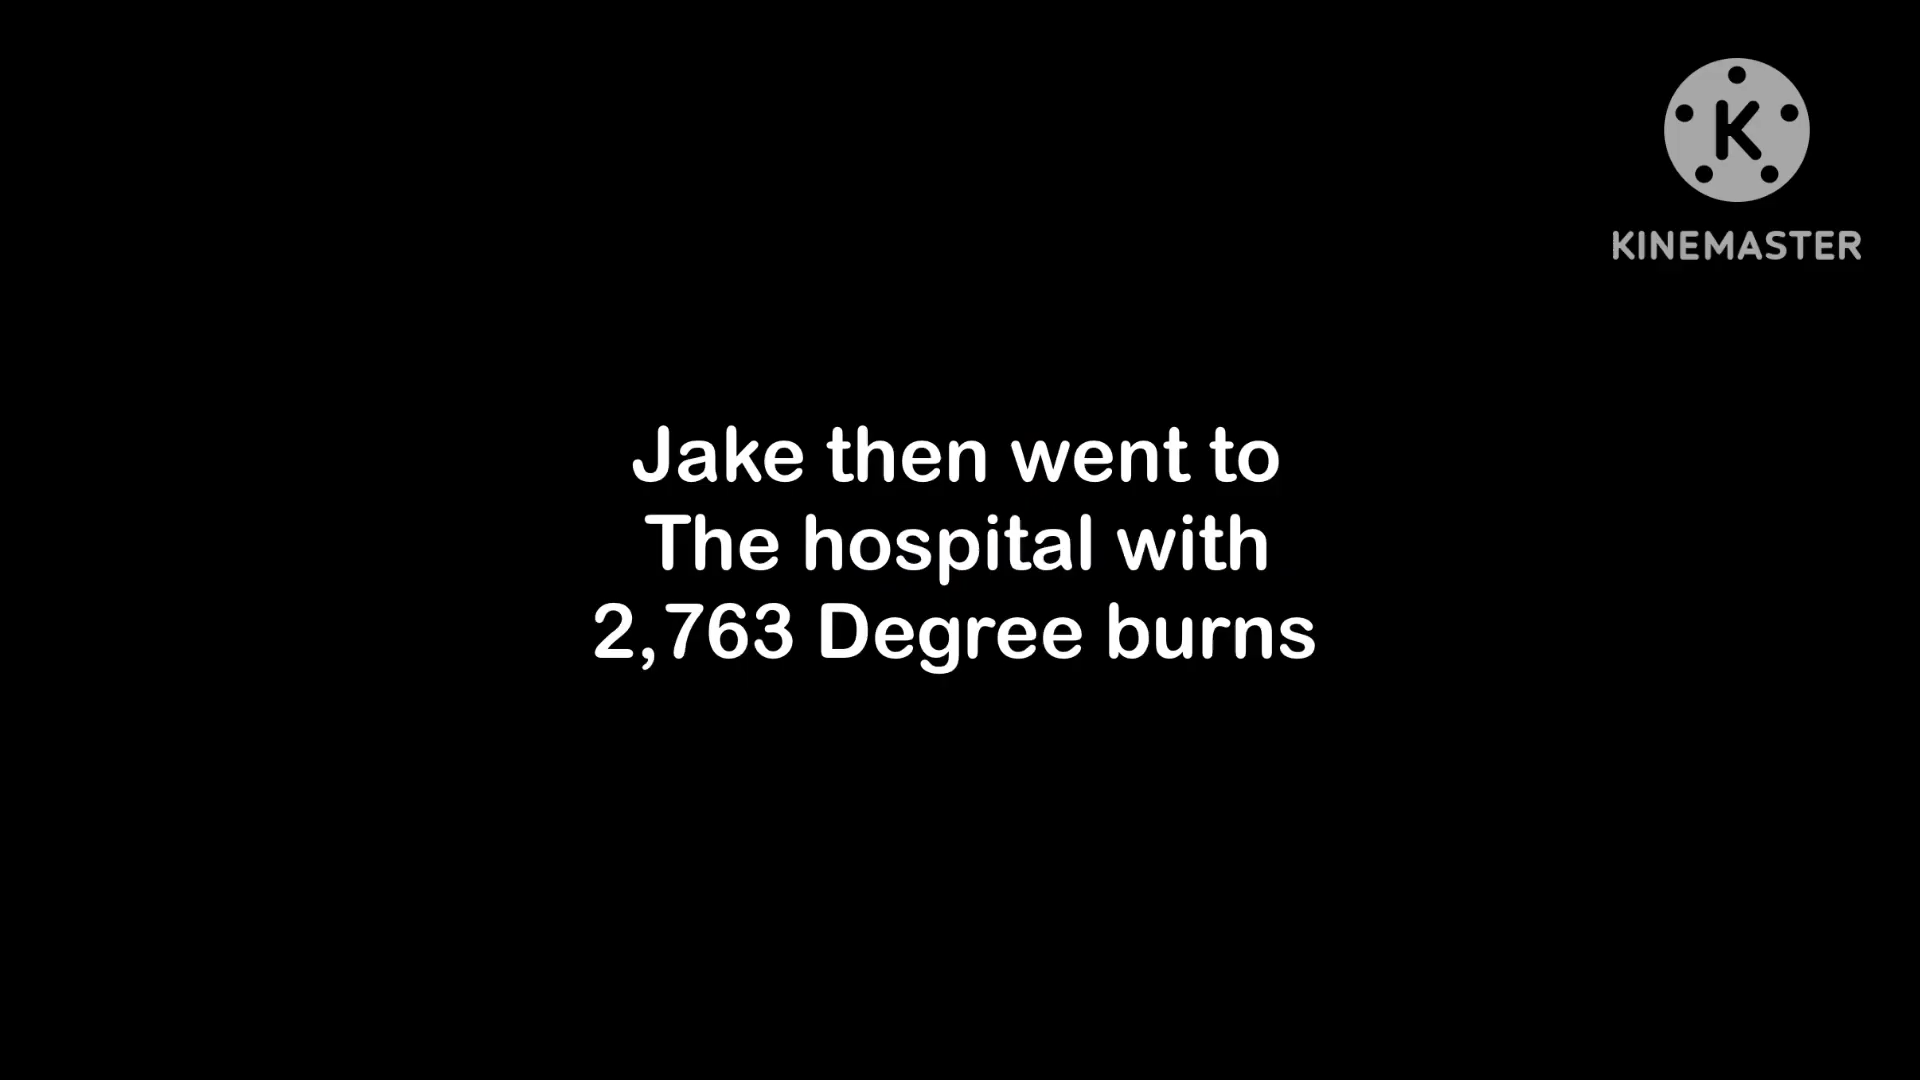 K
KINEMASTER
Jake then went to
The hospital with
2,763 Degree burns